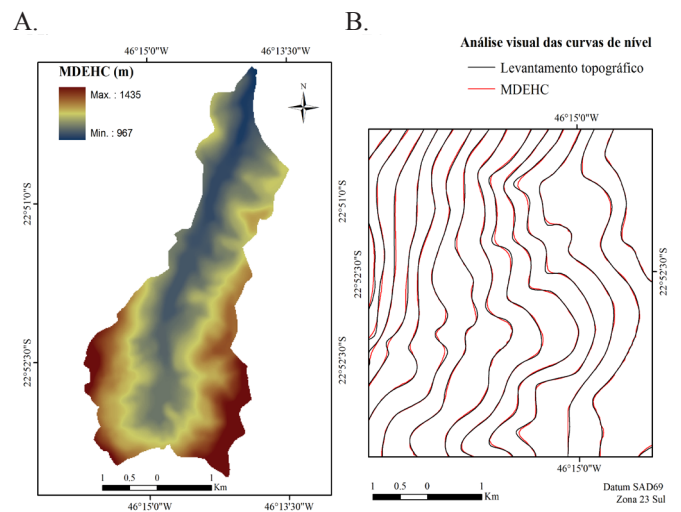 A.
46°15'0"W 46°13'30"W
MDEHC (m)
Max. : 1435
Min. : 967
N
22°51'0"S
22°52'30"S
22°51'0"S
22°52'30"S
1 0.5 0 1
Km
46°15'0"W 46°13'30"W
B.
Análise visual das curvas de nível
Levantamento topográfico
MDEHC
46°15'0"W
22°52'30"S
22°52'30"S
46°15'0"W
1 0.5 0 1
Km
Datum SAD69
Zona 23 Sul